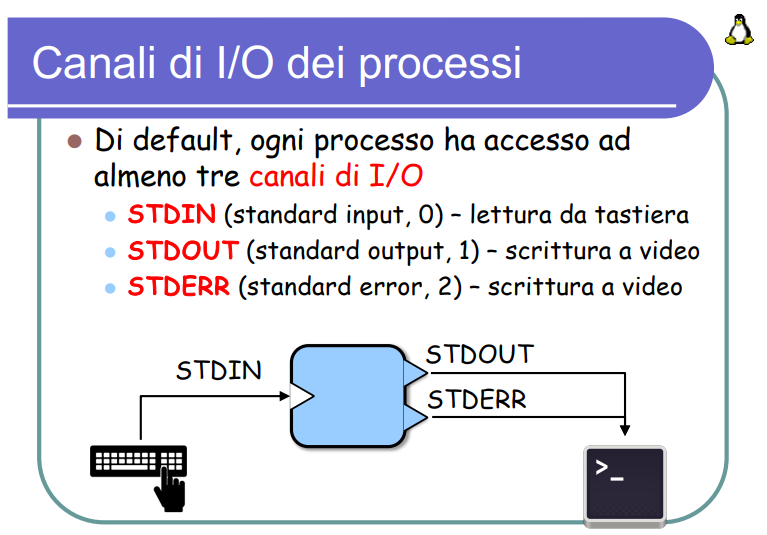 Canali di I/O dei processi
Di default, ogni processo ha accesso ad
almeno tre canali di I/O
STDIN (standard input, 0) – lettura da tastiera
STDOUT (standard output, 1) – scrittura a video
STDERR (standard error, 2) – scrittura a video
STDIN
STDOUT
STDERR
>_